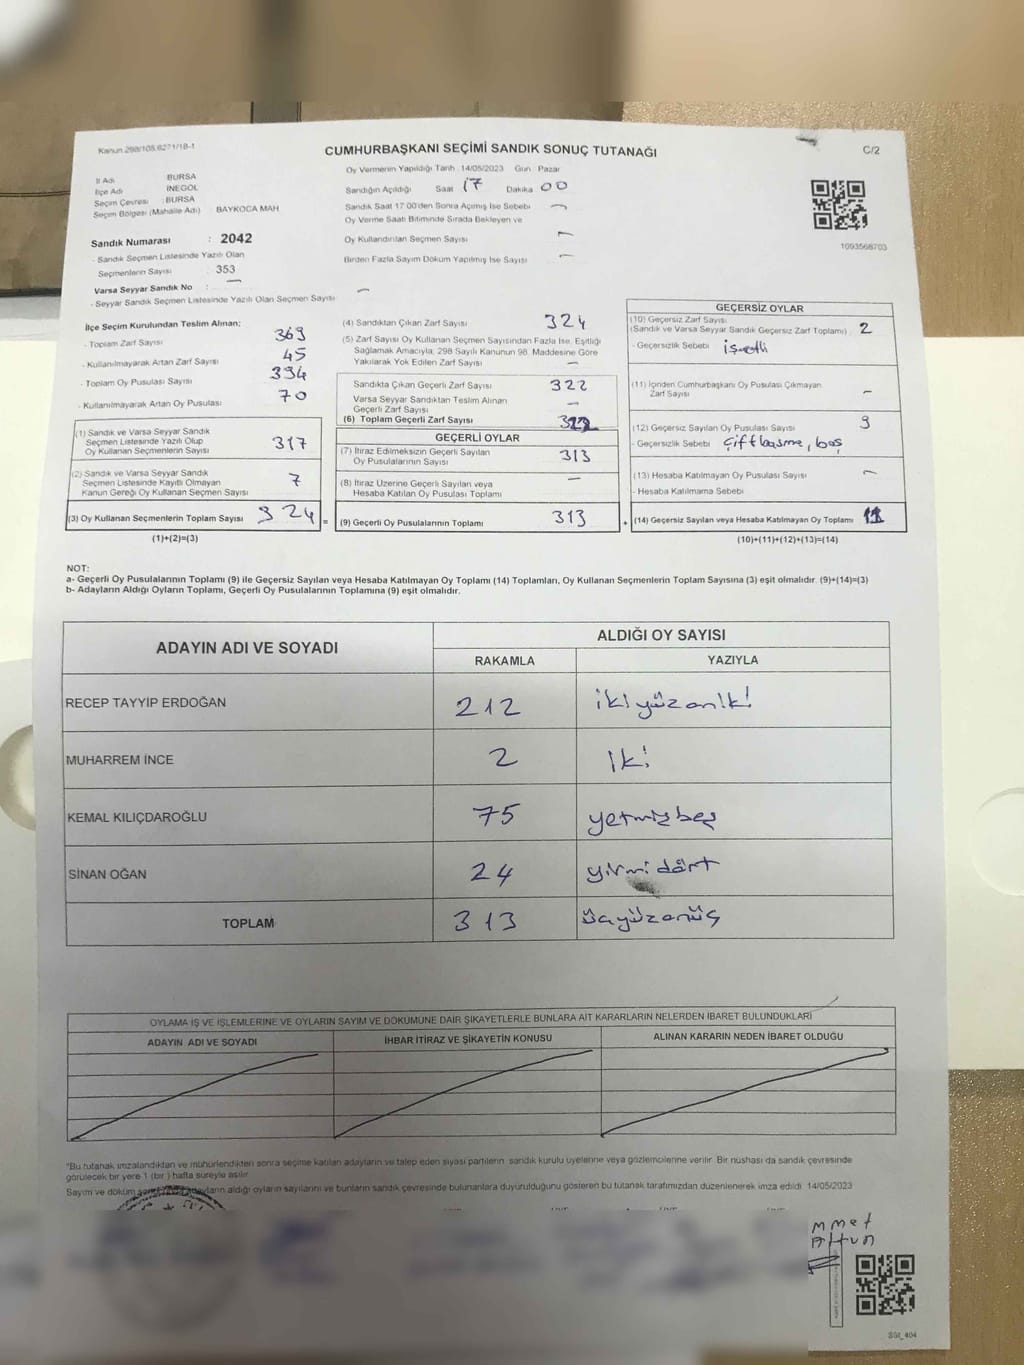 Kanun 298/105,6271/18-1
CUMHURBAŞKANI SEÇİMİ SANDIK SONUÇ TUTANAĞI
C/2
İl Adı BURSA
İlçe Adı İNEGÖL
Seçim Çevresi : BURSA
Seçim Bölgesi (Mahalle Adı) BAYKOCA MAH
Sandık Numarası : 2042
- Sandık Seçmen Listesinde Yazılı Olan
Seçmenlerin Sayısı : 353
Varsa Seyyar Sandık No : —
- Seyyar Sandık Seçmen Listesinde Yazılı Olan Seçmen Sayısı —
Oy Vermenin Yapıldığı Tarih 14/05/2023 Gün Pazar
Sandığın Açıldığı Saat 17 Dakika 00
Sandık Saat 17:00'den Sonra Açılmış İse Sebebi —
Oy Verme Saati Bitiminde Sırada Bekleyen ve
Oy Kullandırılan Seçmen Sayısı —
Birden Fazla Sayım Döküm Yapılmış İse Sayısı —
1093568703
İlçe Seçim Kurulundan Teslim Alınan;
- Toplam Zarf Sayısı 369
- Kullanılmayarak Artan Zarf Sayısı 45
- Toplam Oy Pusulası Sayısı 394
- Kullanılmayarak Artan Oy Pusulası 70
(1) Sandık ve Varsa Seyyar Sandık
Seçmen Listesinde Yazılı Olup
Oy Kullanan Seçmenlerin Sayısı 317
(2) Sandık ve Varsa Seyyar Sandık
Seçmen Listesinde Kayıtlı Olmayan
Kanun Gereği Oy Kullanan Seçmen Sayısı 7
(3) Oy Kullanan Seçmenlerin Toplam Sayısı 324 =
(1)+(2)=(3)
(4) Sandıktan Çıkan Zarf Sayısı 324
(5) Zarf Sayısı Oy Kullanan Seçmen Sayısından Fazla İse, Eşitliği
Sağlamak Amacıyla, 298 Sayılı Kanunun 98. Maddesine Göre
Yakılarak Yok Edilen Zarf Sayısı —
Sandıkta Çıkan Geçerli Zarf Sayısı 322
Varsa Seyyar Sandıktan Teslim Alınan
Geçerli Zarf Sayısı —
(6) Toplam Geçerli Zarf Sayısı 322
GEÇERLİ OYLAR
(7) İtiraz Edilmeksizin Geçerli Sayılan
Oy Pusulalarının Sayısı 313
(8) İtiraz Üzerine Geçerli Sayılan veya
Hesaba Katılan Oy Pusulası Toplamı —
(9) Geçerli Oy Pusulalarının Toplamı 313 +
GEÇERSİZ OYLAR
(10) Geçersiz Zarf Sayısı
(Sandık ve Varsa Seyyar Sandık Geçersiz Zarf Toplamı) 2
- Geçersizlik Sebebi işaretli
(11) İçinden Cumhurbaşkanı Oy Pusulası Çıkmayan
Zarf Sayısı —
(12) Geçersiz Sayılan Oy Pusulası Sayısı 9
- Geçersizlik Sebebi çift basma, boş
(13) Hesaba Katılmayan Oy Pusulası Sayısı —
- Hesaba Katılmama Sebebi
(14) Geçersiz Sayılan veya Hesaba Katılmayan Oy Toplamı 11
(10)+(11)+(12)+(13)=(14)
NOT:
a- Geçerli Oy Pusulalarının Toplamı (9) ile Geçersiz Sayılan veya Hesaba Katılmayan Oy Toplamı (14) Toplamları, Oy Kullanan Seçmenlerin Toplam Sayısına (3) eşit olmalıdır. (9)+(14)=(3)
b- Adayların Aldığı Oyların Toplamı, Geçerli Oy Pusulalarının Toplamına (9) eşit olmalıdır.
ADAYIN ADI VE SOYADI ALDIĞI OY SAYISI
RAKAMLA YAZIYLA
RECEP TAYYİP ERDOĞAN 212 ikiyüzoniki
MUHARREM İNCE 2 iki
KEMAL KILIÇDAROĞLU 75 yetmişbeş
SİNAN OĞAN 24 yirmidört
TOPLAM 313 üçyüzonüç
OYLAMA İŞ VE İŞLEMLERİNE VE OYLARIN SAYIM VE DÖKÜMÜNE DAİR ŞİKAYETLERLE BUNLARA AİT KARARLARIN NELERDEN İBARET BULUNDUKLARI
ADAYIN ADI VE SOYADI İHBAR İTİRAZ VE ŞİKAYETİN KONUSU ALINAN KARARIN NEDEN İBARET OLDUĞU
*Bu tutanak imzalandıktan ve mühürlendikten sonra seçime katılan adayların ve talep eden siyasi partilerin sandık kurulu üyelerine veya gözlemcilerine verilir. Bir nüshası da sandık çevresinde
görülecek bir yere 1 (bir) hafta süreyle asılır.
Sayım ve döküm adayların aldığı oyların sayılarını ve bunların sandık çevresinde bulunanlara duyurulduğunu gösteren bu tutanak tarafımızdan düzenlenerek imza edildi. 14/05/2023
mmet
Altun
SSt_404